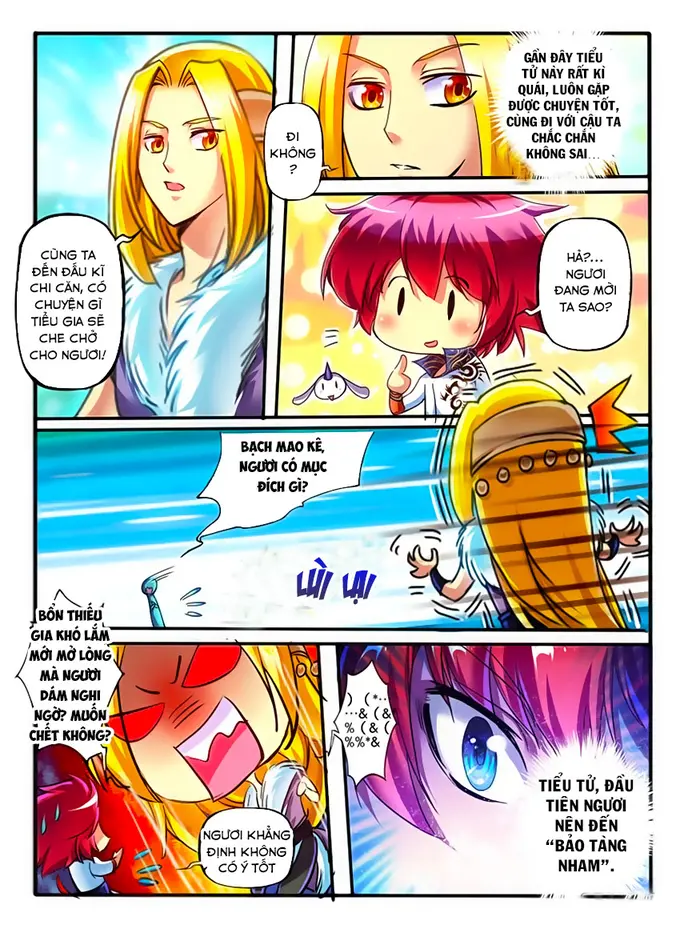 GẦN ĐÂY TIỂU
TỬ NÀY RẤT KÌ
QUÁI, LUÔN GẶP
ĐƯỢC CHUYỆN TỐT,
CÙNG ĐI VỚI CẬU TA
CHẮC CHẮN
KHÔNG SAI...
ĐI
KHÔNG
?
CÙNG TA
ĐẾN ĐẤU KĨ
CHI CĂN, CÓ
CHUYỆN GÌ
TIỂU GIA SẼ
CHE CHỞ
CHO NGƯƠI!
HẢ?...
NGƯƠI
ĐANG MỜI
TA SAO?
BẠCH MAO KÊ,
NGƯƠI CÓ MỤC
ĐÍCH GÌ?
LÙI LẠI
BỔN THIẾU
GIA KHÓ LẮM
MỚI MỞ LÒNG
MÀ NGƯƠI
DÁM NGHI
NGỜ? MUỐN
CHẾT KHÔNG?
NGƯƠI KHẲNG
ĐỊNH KHÔNG
CÓ Ý TỐT
) (*··
··& (&
% (& (
%%*&
TIỂU TỬ, ĐẦU
TIÊN NGƯƠI
NÊN ĐẾN
“BẢO TÀNG
NHAM”.